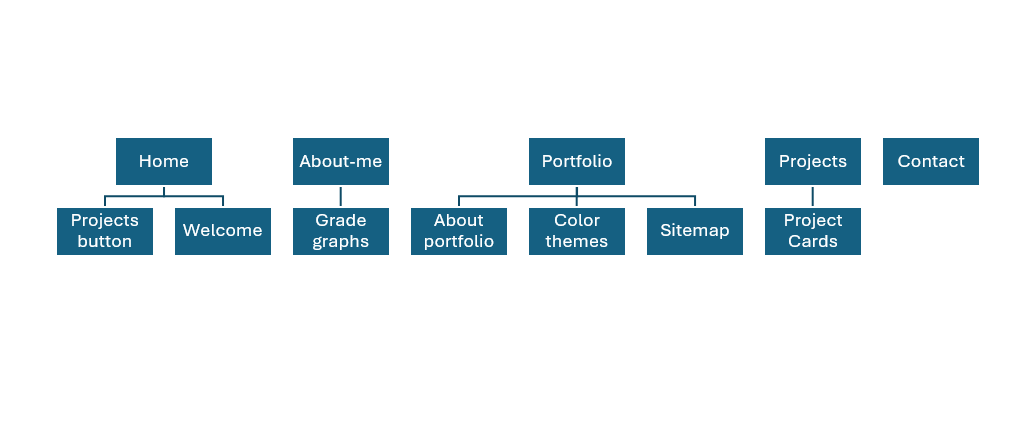 Home
About-me
Portfolio
Projects
Contact
Projects
button
Welcome
Grade
graphs
About
portfolio
Color
themes
Sitemap
Project
Cards